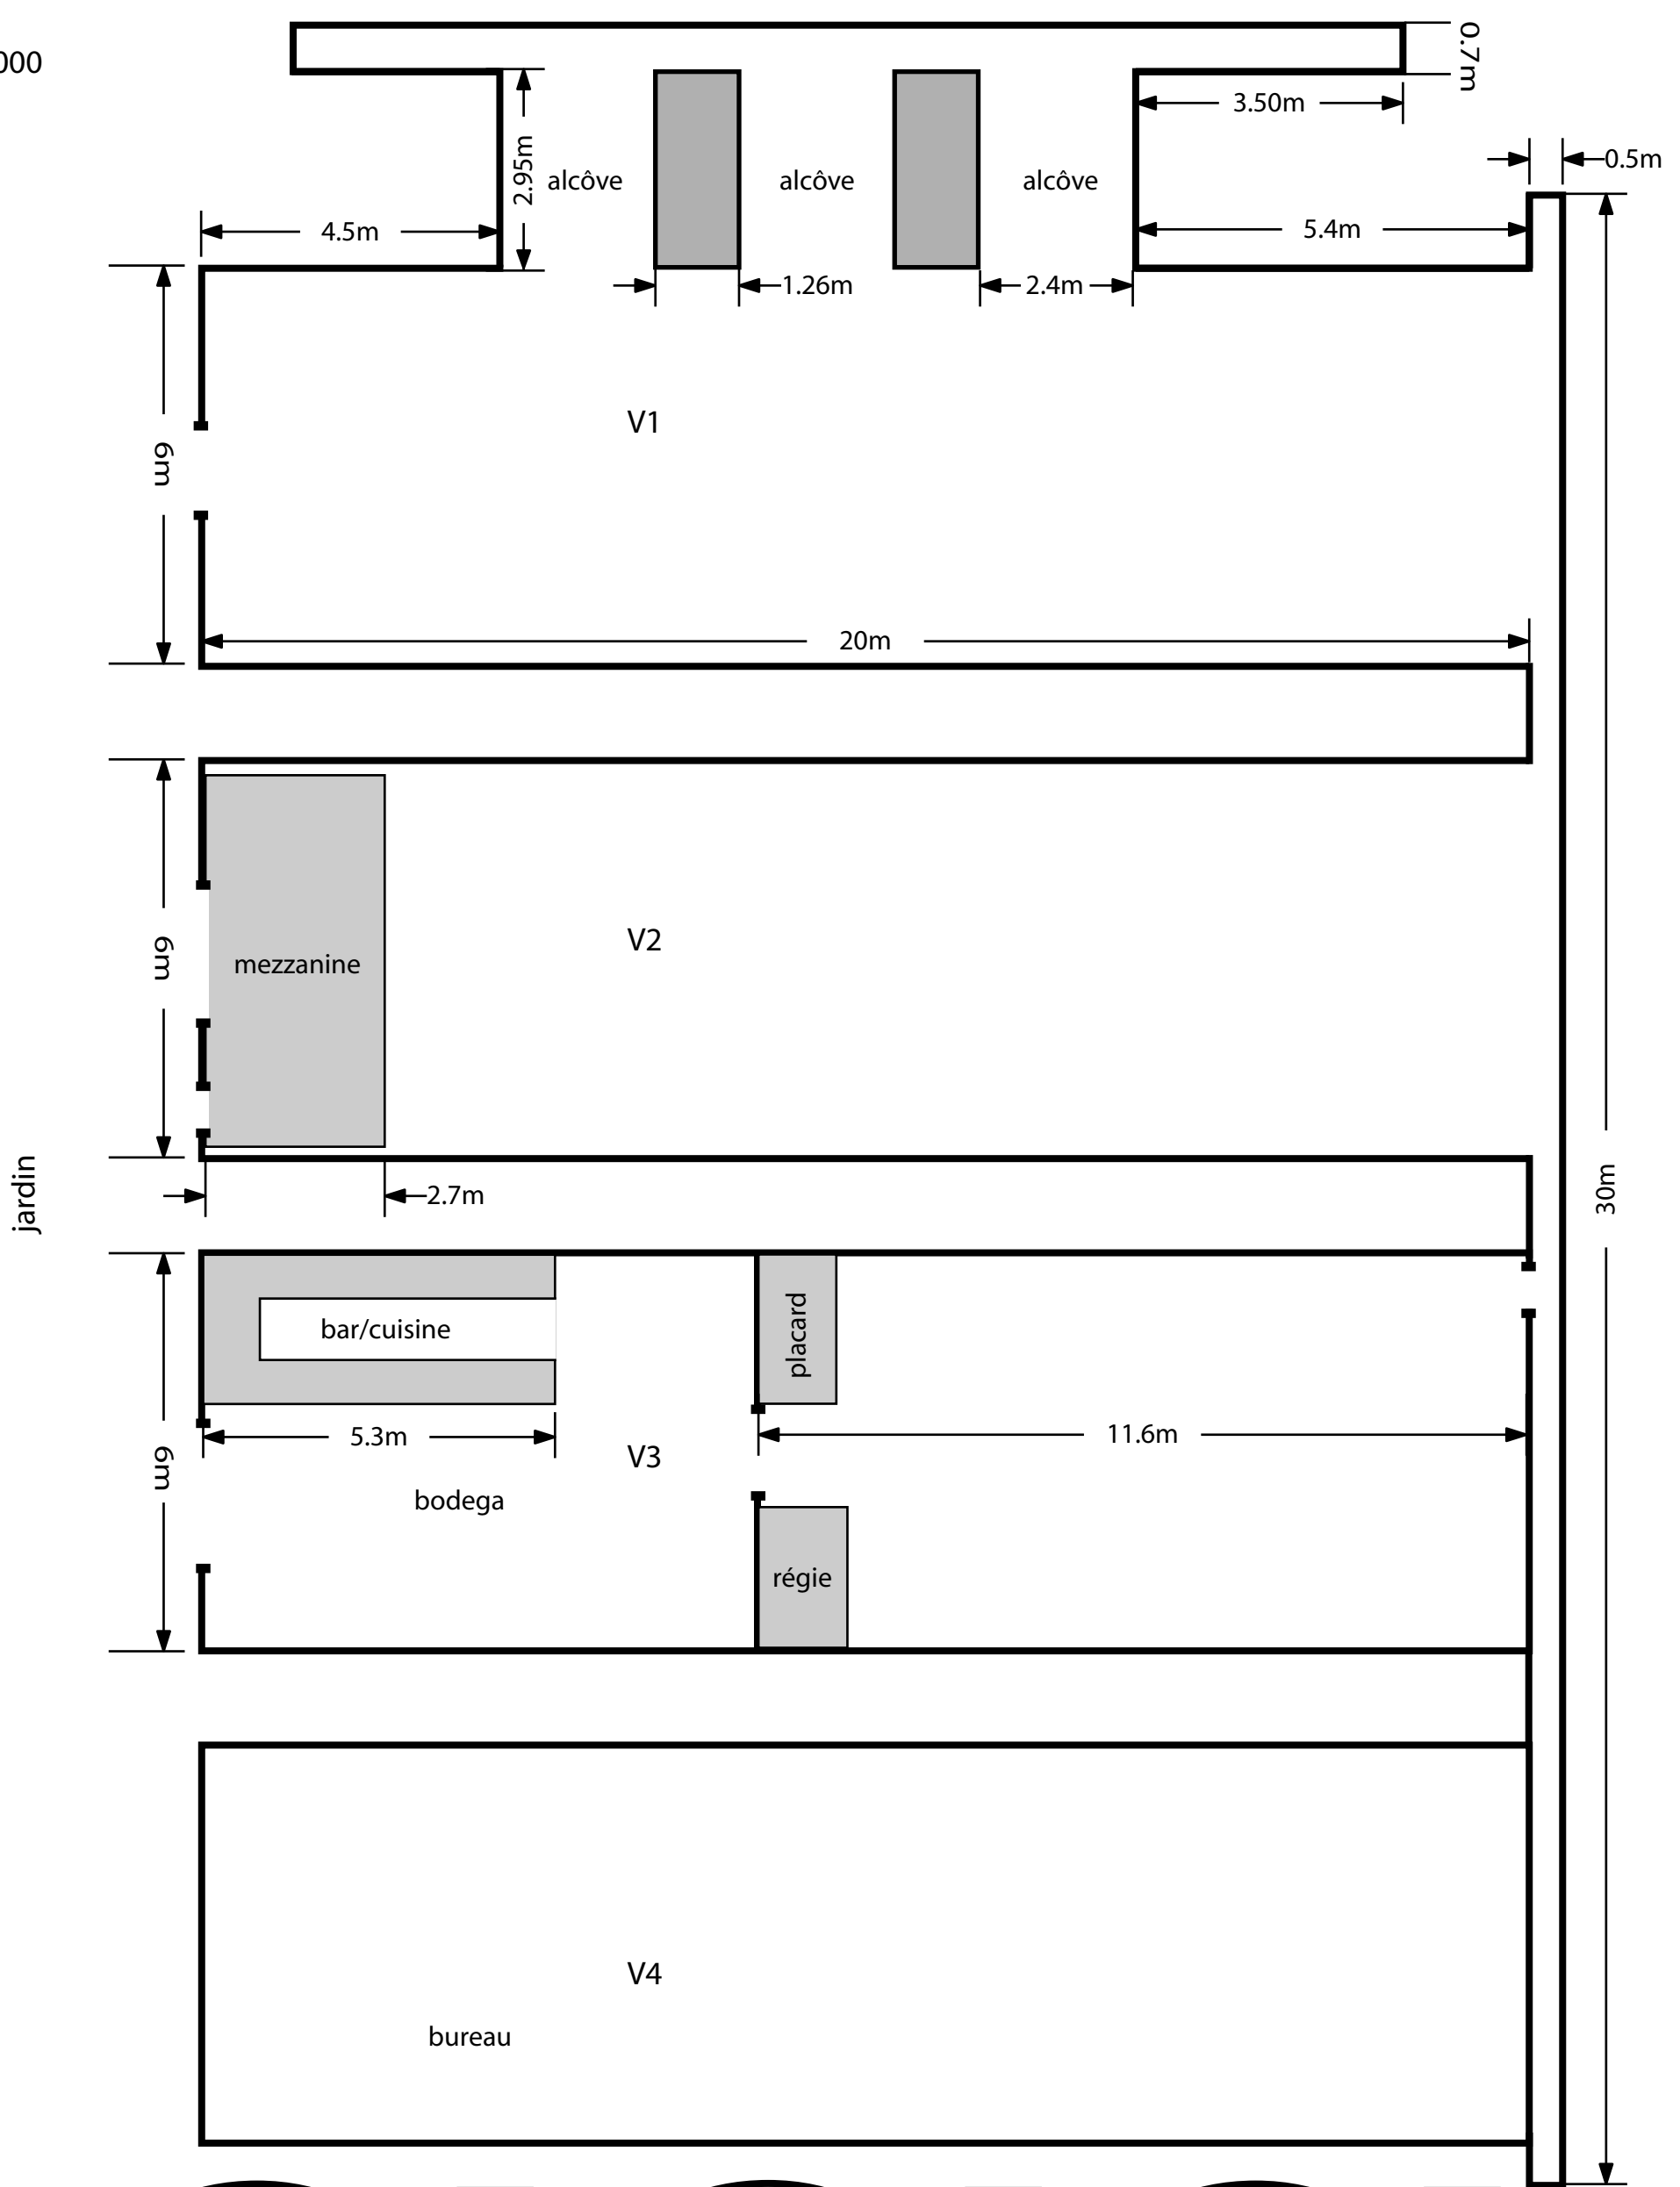 000
0.7m
3.50m
0.5m
2.95m
alcôve
alcôve
alcôve
4.5m
5.4m
1.26m
2.4m
V1
6m
20m
V2
6m
mezzanine
jardin
2.7m
30m
bar/cuisine
placard
5.3m
11.6m
V3
6m
bodega
régie
V4
bureau